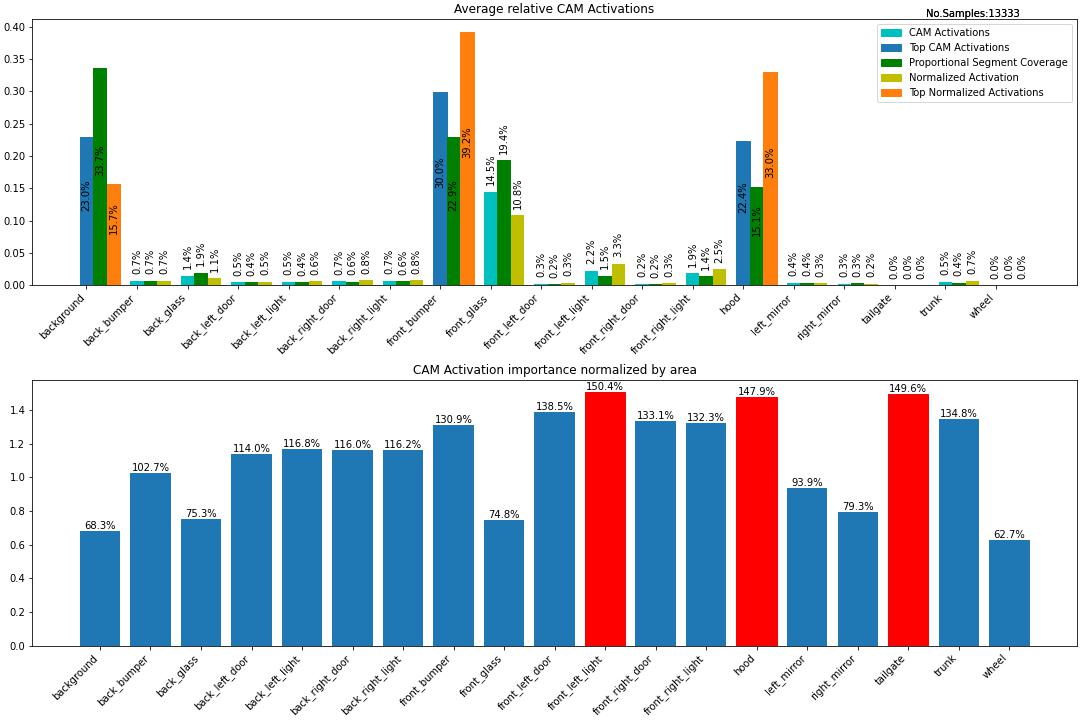 Average relative CAM Activations
No.Samples:13333
CAM Activations
Top CAM Activations
Proportional Segment Coverage
Normalized Activation
Top Normalized Activations
0.40
0.35
0.30
0.25
0.20
0.15
0.10
0.05
0.00
23.0% 33.7% 15.7%
0.7% 0.7% 0.7%
1.4% 1.9% 1.1%
0.5% 0.4% 0.5%
0.5% 0.4% 0.6%
0.7% 0.6% 0.8%
0.7% 0.6% 0.8%
30.0% 22.9% 39.2%
14.5% 19.4% 10.8%
0.3% 0.2% 0.3%
2.2% 1.5% 3.3%
0.2% 0.2% 0.3%
1.9% 1.4% 2.5%
22.4% 15.1% 33.0%
0.4% 0.4% 0.3%
0.3% 0.3% 0.2%
0.0% 0.0% 0.0%
0.5% 0.4% 0.7%
0.0% 0.0% 0.0%
background
back_bumper
back_glass
back_left_door
back_left_light
back_right_door
back_right_light
front_bumper
front_glass
front_left_door
front_left_light
front_right_door
front_right_light
hood
left_mirror
right_mirror
tailgate
trunk
wheel
CAM Activation importance normalized by area
1.4
1.2
1.0
0.8
0.6
0.4
0.2
0.0
68.3%
102.7%
75.3%
114.0%
116.8%
116.0%
116.2%
130.9%
74.8%
138.5%
150.4%
133.1%
132.3%
147.9%
93.9%
79.3%
149.6%
134.8%
62.7%
background
back_bumper
back_glass
back_left_door
back_left_light
back_right_door
back_right_light
front_bumper
front_glass
front_left_door
front_left_light
front_right_door
front_right_light
hood
left_mirror
right_mirror
tailgate
trunk
wheel